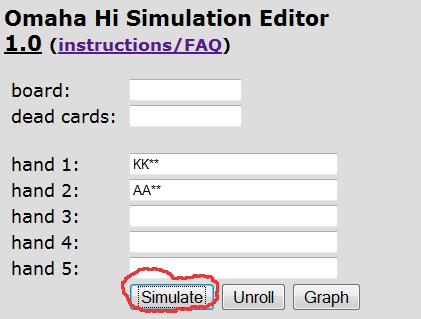 Omaha Hi Simulation Editor
1.0 (instructions/FAQ)
board:
dead cards:
hand 1: KK**
hand 2: AA**
hand 3:
hand 4:
hand 5:
Simulate Unroll Graph